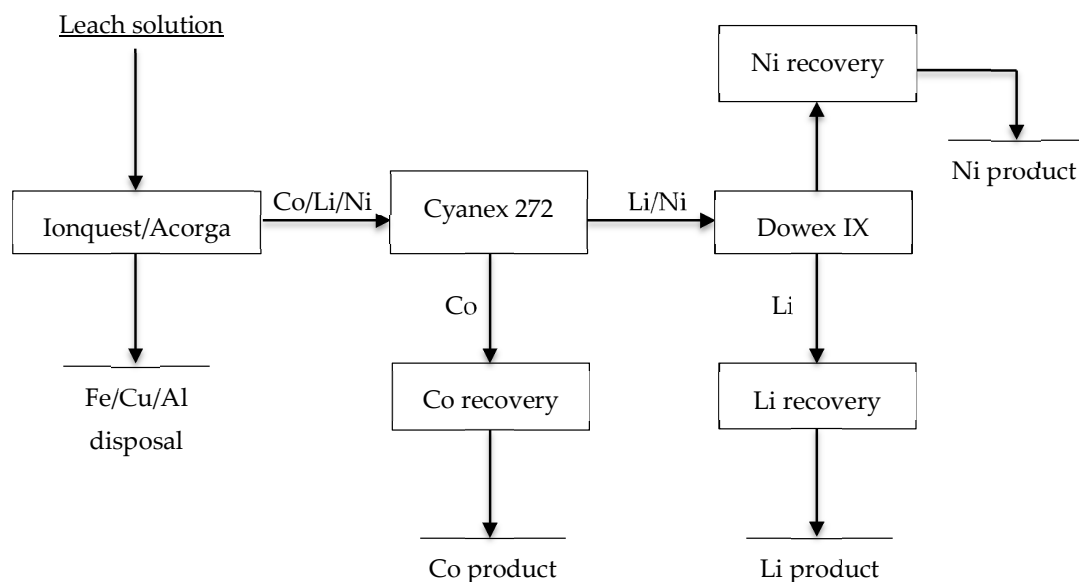 Leach solution
Ni recovery
Ni product
Ionquest/Acorga
Co/Li/Ni
Cyanex 272
Li/Ni
Dowex IX
Co
Li
Fe/Cu/Al
disposal
Co recovery
Li recovery
Co product
Li product